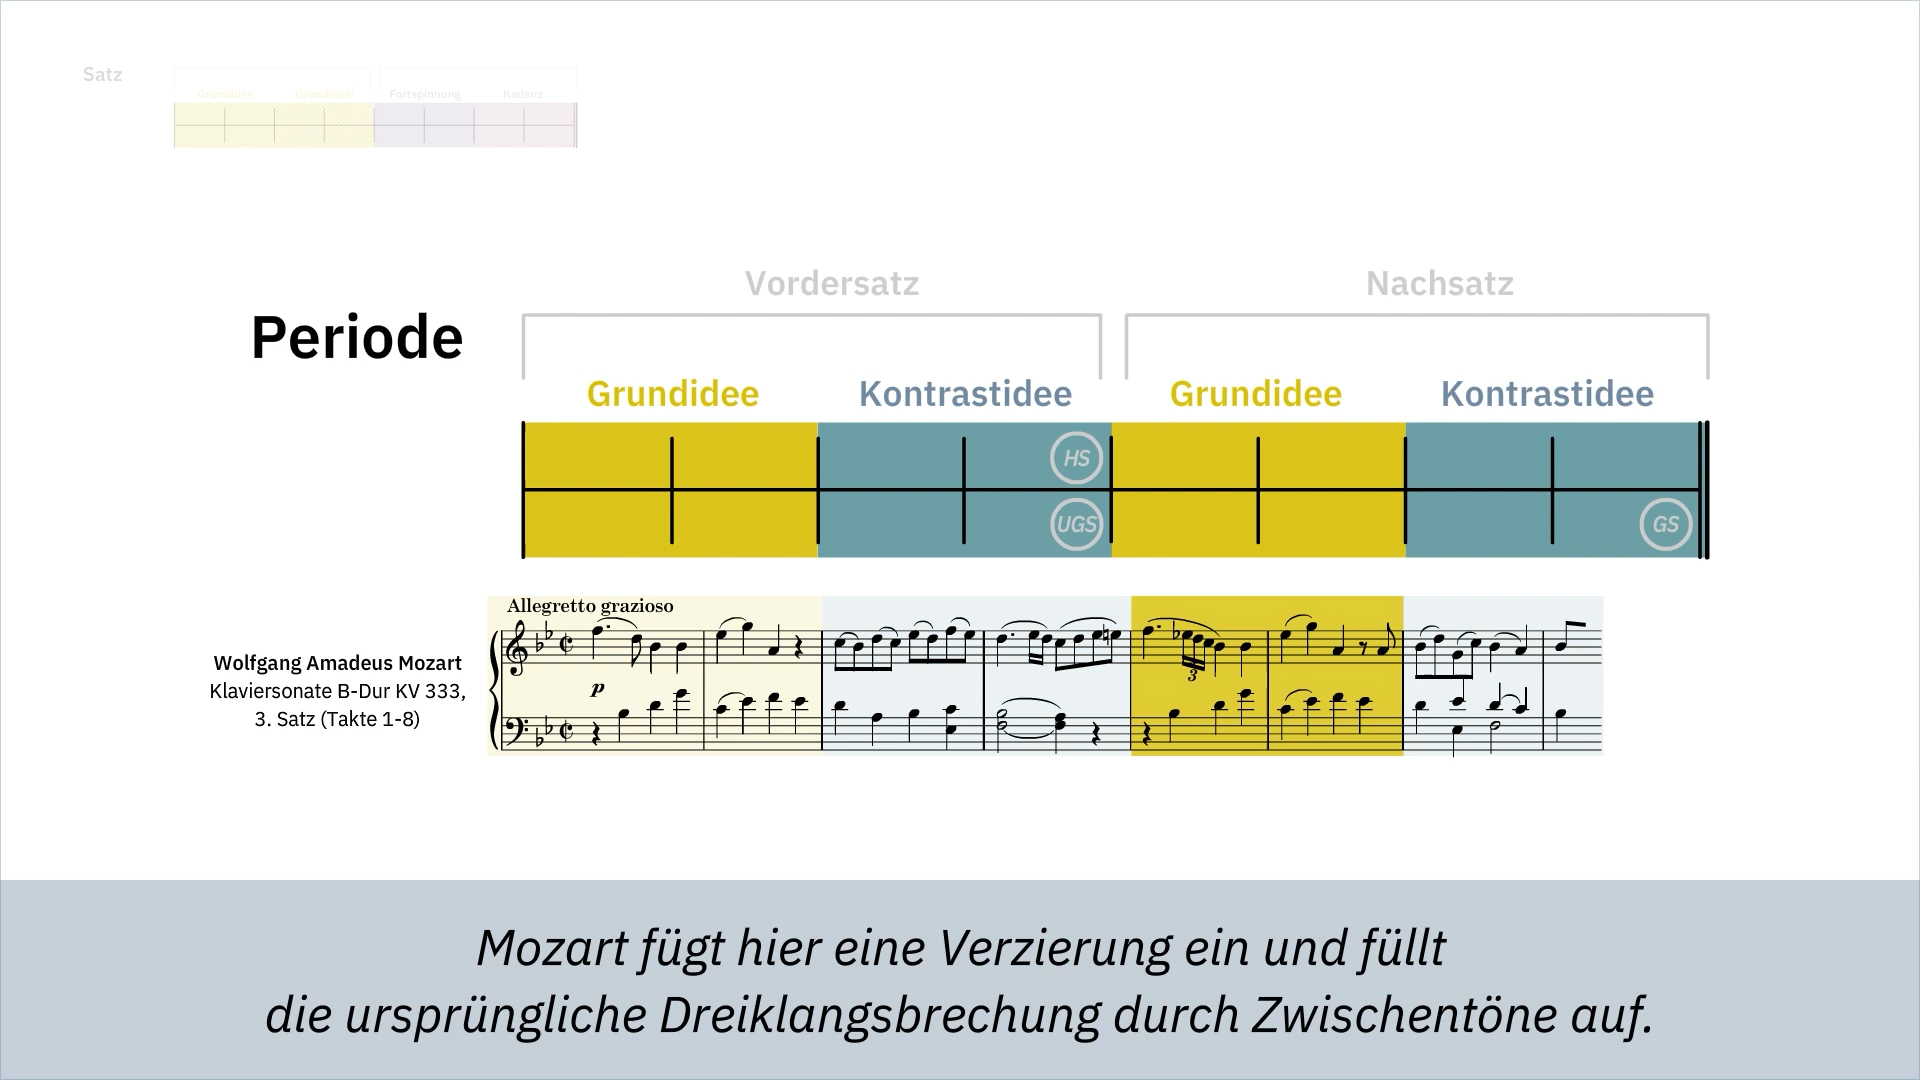 Satz
Grundidee Grundidee' Fortspinnung Kadenz
Vordersatz Nachsatz
Periode
Grundidee Kontrastidee Grundidee Kontrastidee
HS
UGS GS
Allegretto grazioso
Wolfgang Amadeus Mozart
Klaviersonate B-Dur KV 333,
3. Satz (Takte 1-8)
p
3
Mozart fügt hier eine Verzierung ein und füllt
die ursprüngliche Dreiklangsbrechung durch Zwischentöne auf.